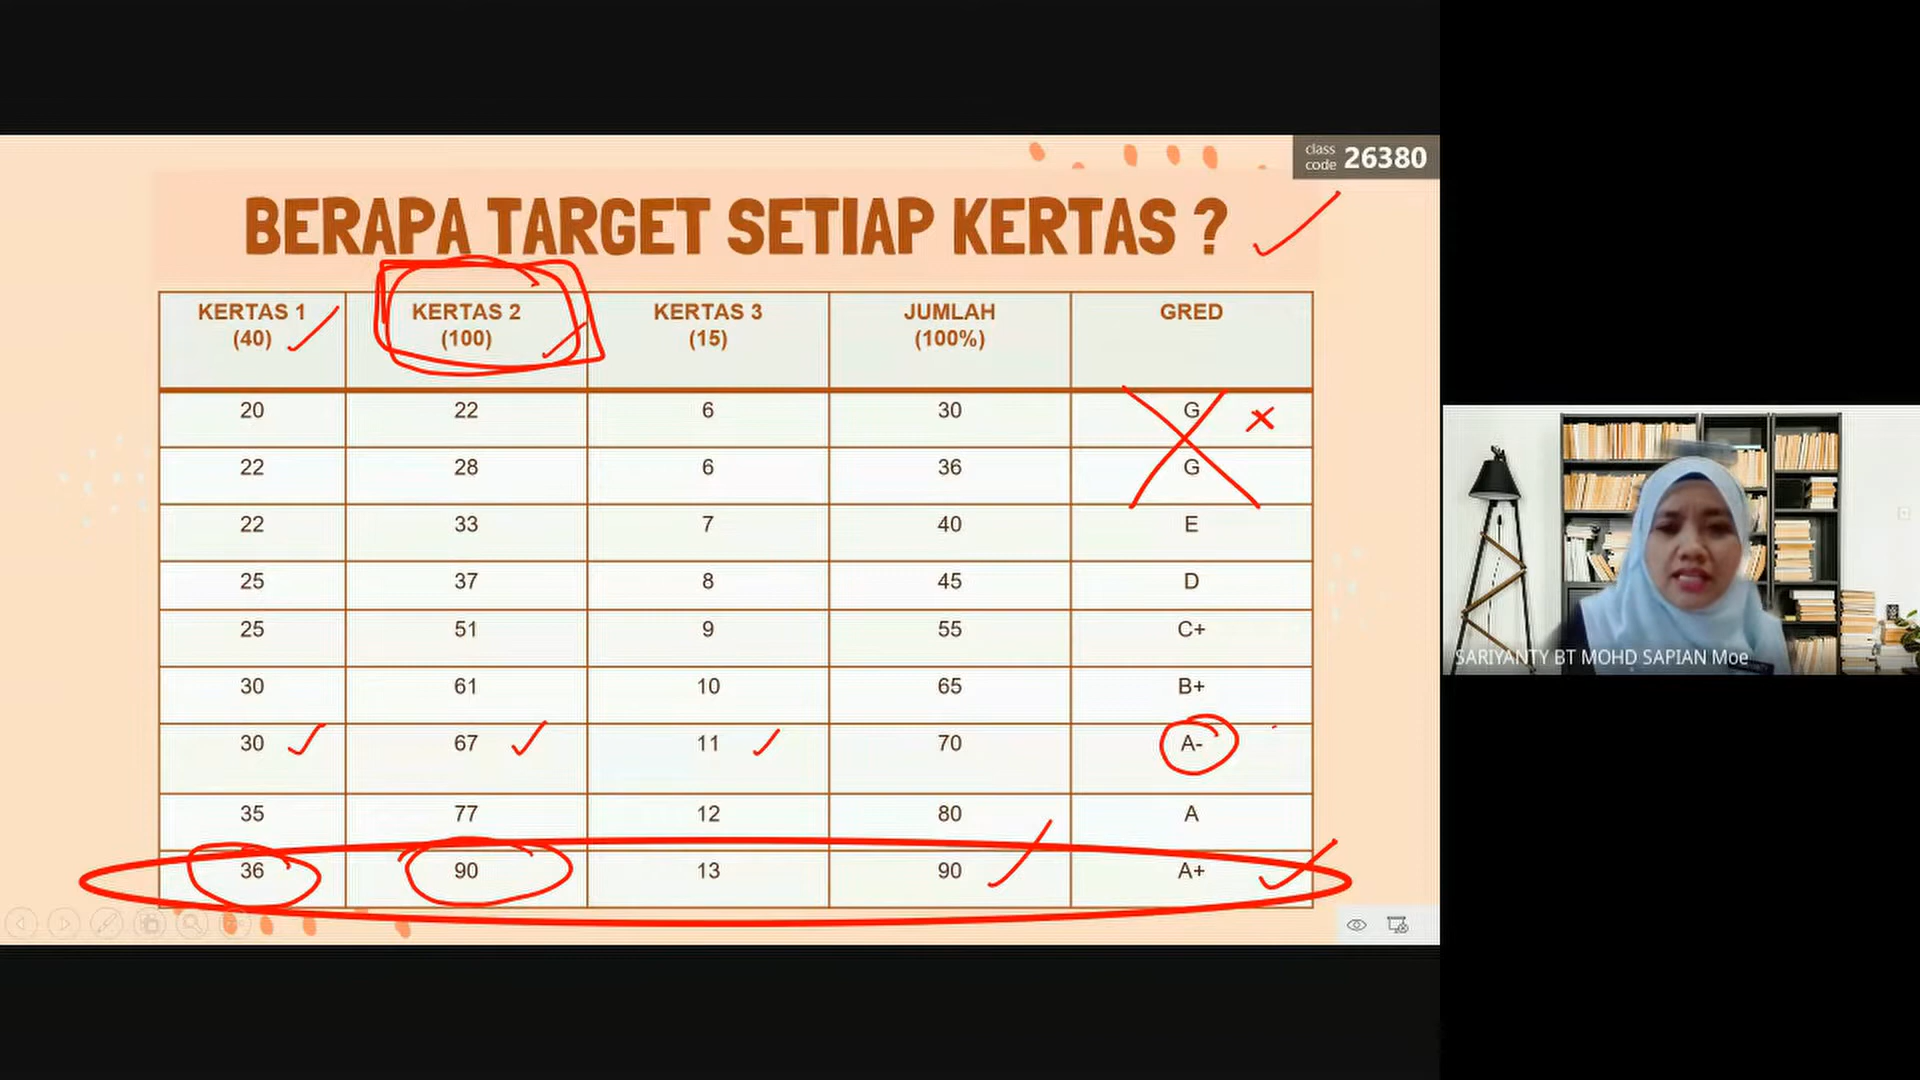 class
code 26380
BERAPA TARGET SETIAP KERTAS ?
KERTAS 1 KERTAS 2 KERTAS 3 JUMLAH GRED
(40) (100) (15) (100%)
20 22 6 30 G
22 28 6 36 G
22 33 7 40 E
25 37 8 45 D
25 51 9 55 C+
30 61 10 65 B+
30 67 11 70 A-
35 77 12 80 A
36 90 13 90 A+
SARIYANTY BT MOHD SAPIAN Moe